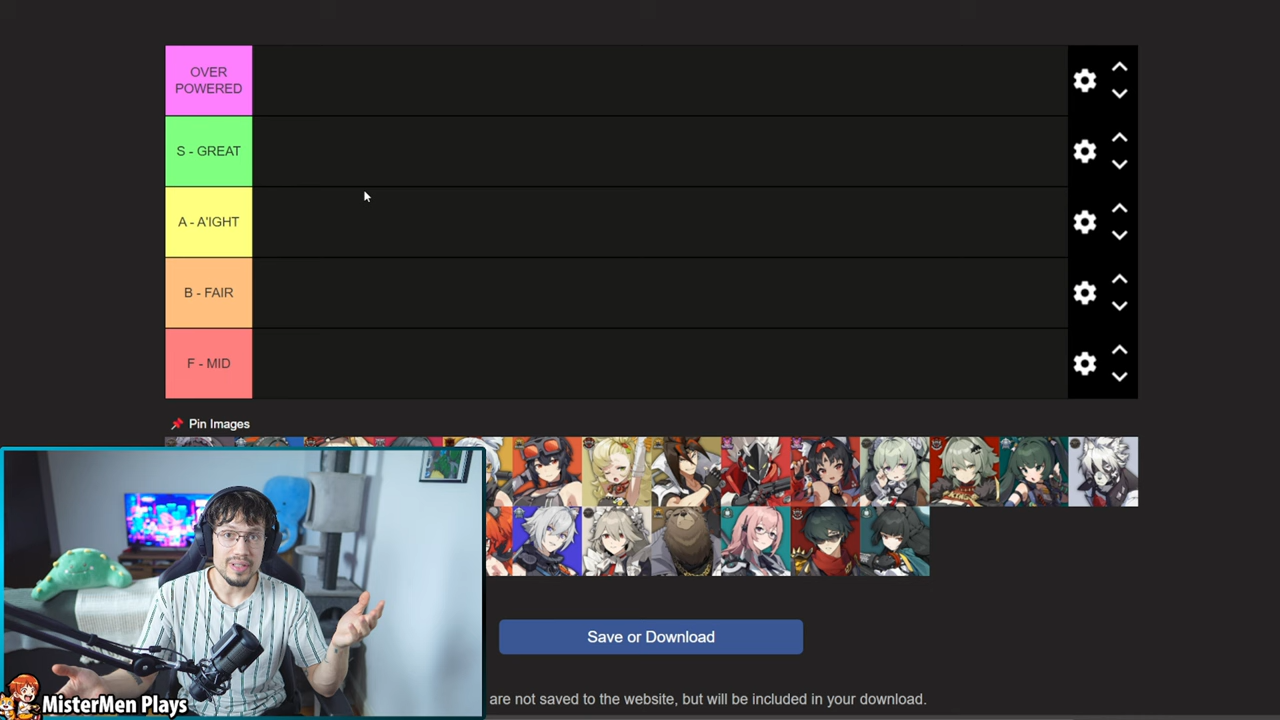 OVER
POWERED
S - GREAT
A - A'IGHT
B - FAIR
F - MID
Pin Images
Save or Download
are not saved to the website, but will be included in your download.
MisterMen Plays